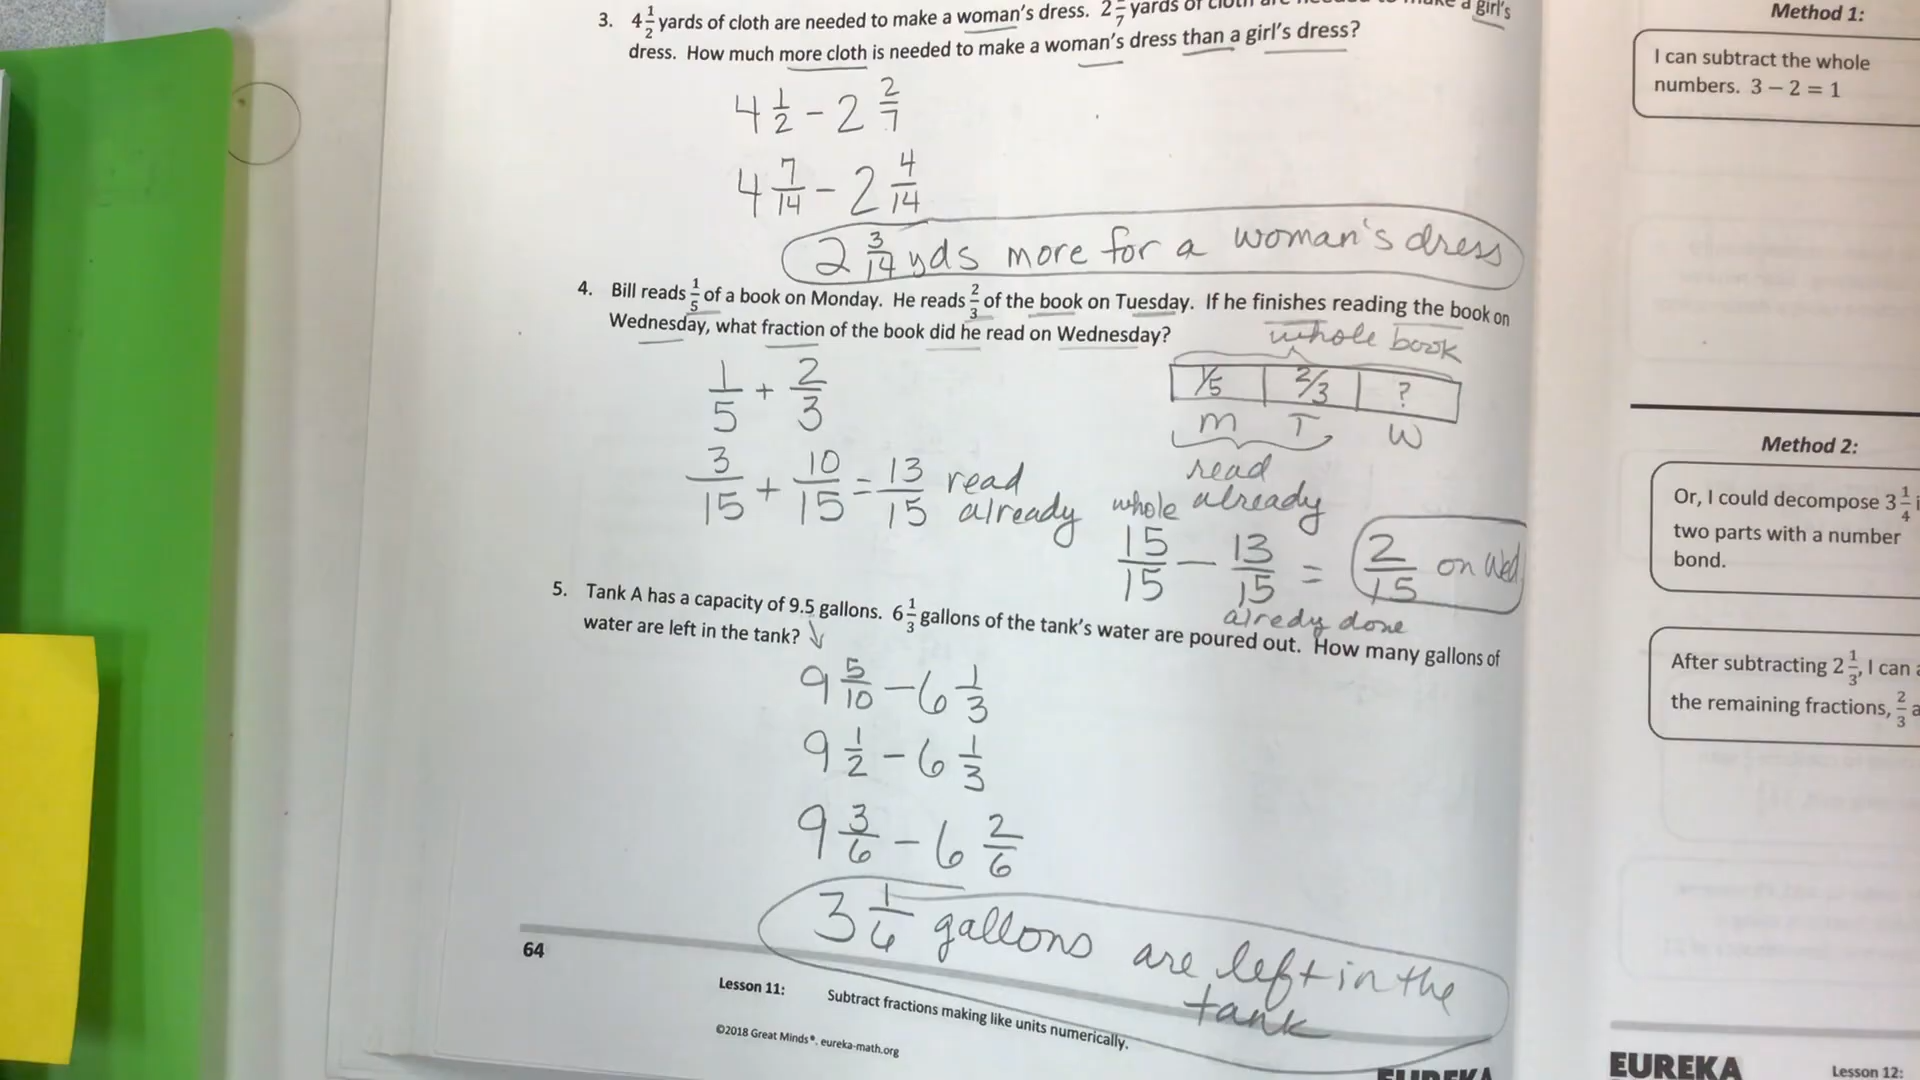 3. 4 1/2 yards of cloth are needed to make a woman's dress. 2 2/7 yards of cloth are needed to make a girl's
dress. How much more cloth is needed to make a woman's dress than a girl's dress?
4 1/2 - 2 2/7
4 7/14 - 2 4/14
2 3/14 yds more for a woman's dress
4. Bill reads 1/5 of a book on Monday. He reads 2/3 of the book on Tuesday. If he finishes reading the book on
Wednesday, what fraction of the book did he read on Wednesday?
whole book
1/5 2/3 ?
M T W
read
already
1/5 + 2/3
3/15 + 10/15 = 13/15 read
already
whole
15/15 - 13/15 = 2/15 on Wed
alredy done
5. Tank A has a capacity of 9.5 gallons. 6 1/3 gallons of the tank's water are poured out. How many gallons of
water are left in the tank? ↓
9 5/10 - 6 1/3
9 1/2 - 6 1/3
9 3/6 - 6 2/6
3 1/6 gallons are left in the
tank
64
Lesson 11: Subtract fractions making like units numerically.
©2018 Great Minds®. eureka-math.org
EUREKA
Method 1:
I can subtract the whole
numbers. 3 – 2 = 1
Method 2:
Or, I could decompose 3 1/4 i
two parts with a number
bond.
After subtracting 2 1/3, I can a
the remaining fractions, 2/3 a
EUREKA
Lesson 12: